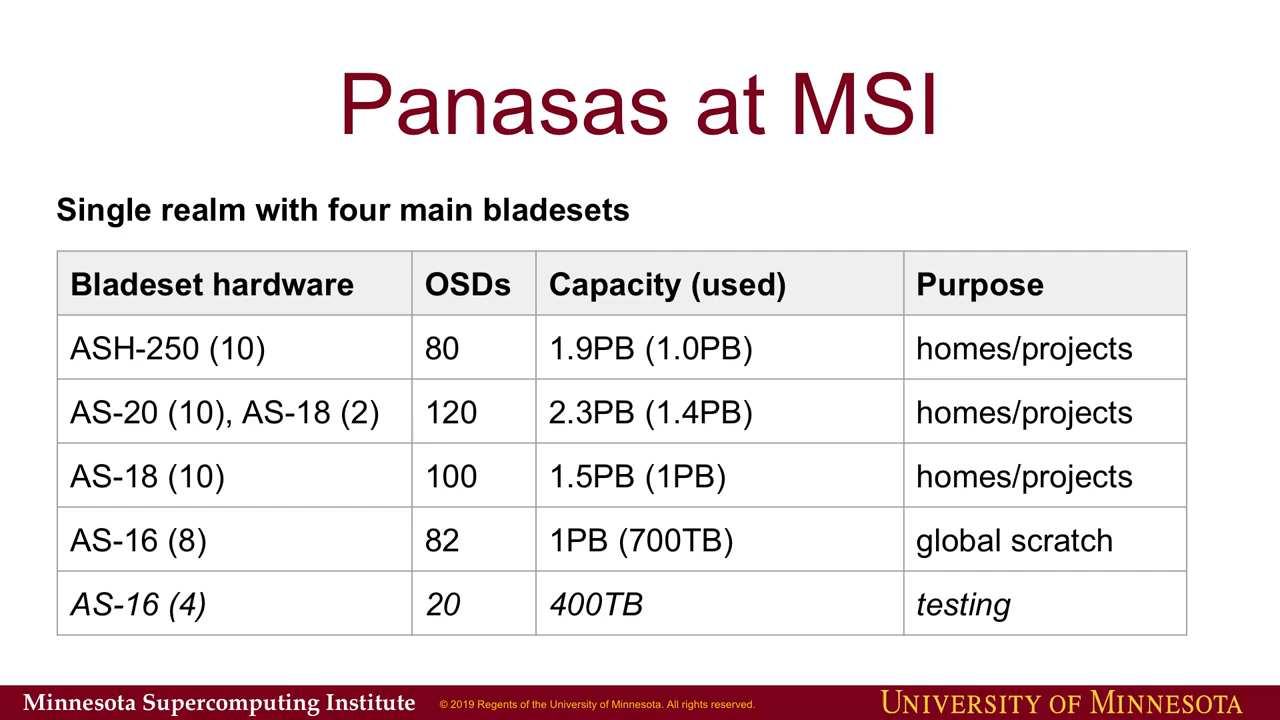 Panasas at MSI
Single realm with four main bladesets
Bladeset hardware OSDs Capacity (used) Purpose
ASH-250 (10) 80 1.9PB (1.0PB) homes/projects
AS-20 (10), AS-18 (2) 120 2.3PB (1.4PB) homes/projects
AS-18 (10) 100 1.5PB (1PB) homes/projects
AS-16 (8) 82 1PB (700TB) global scratch
AS-16 (4) 20 400TB testing
Minnesota Supercomputing Institute © 2019 Regents of the University of Minnesota. All rights reserved. UNIVERSITY OF MINNESOTA